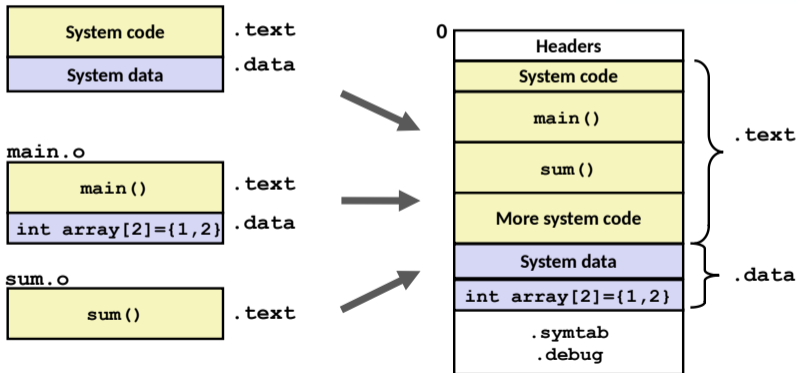 System code
.text
System data
.data
main.o
main()
.text
int array[2]={1,2}
.data
sum.o
sum()
.text
0
Headers
System code
main()
sum()
More system code
.text
System data
int array[2]={1,2}
.data
.symtab
.debug